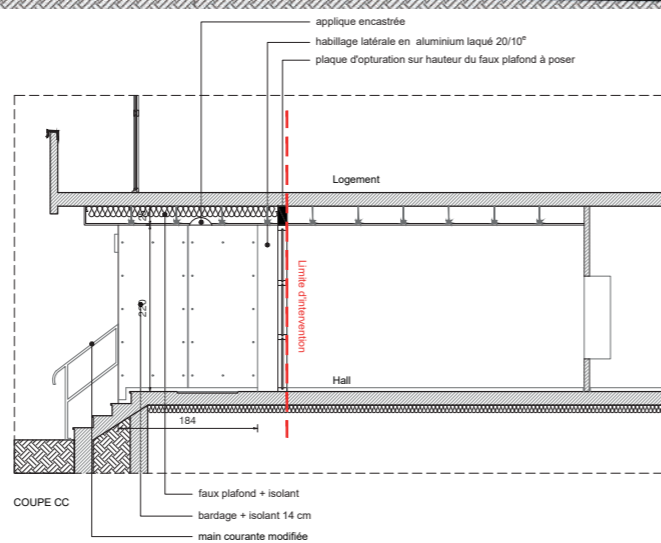 applique encastrée
habillage latérale en aluminium laqué 20/10e
plaque d'opturation sur hauteur du faux plafond à poser
Logement
220
Limite d'intervention
Hall
184
COUPE CC
faux plafond + isolant
bardage + isolant 14 cm
main courante modifiée